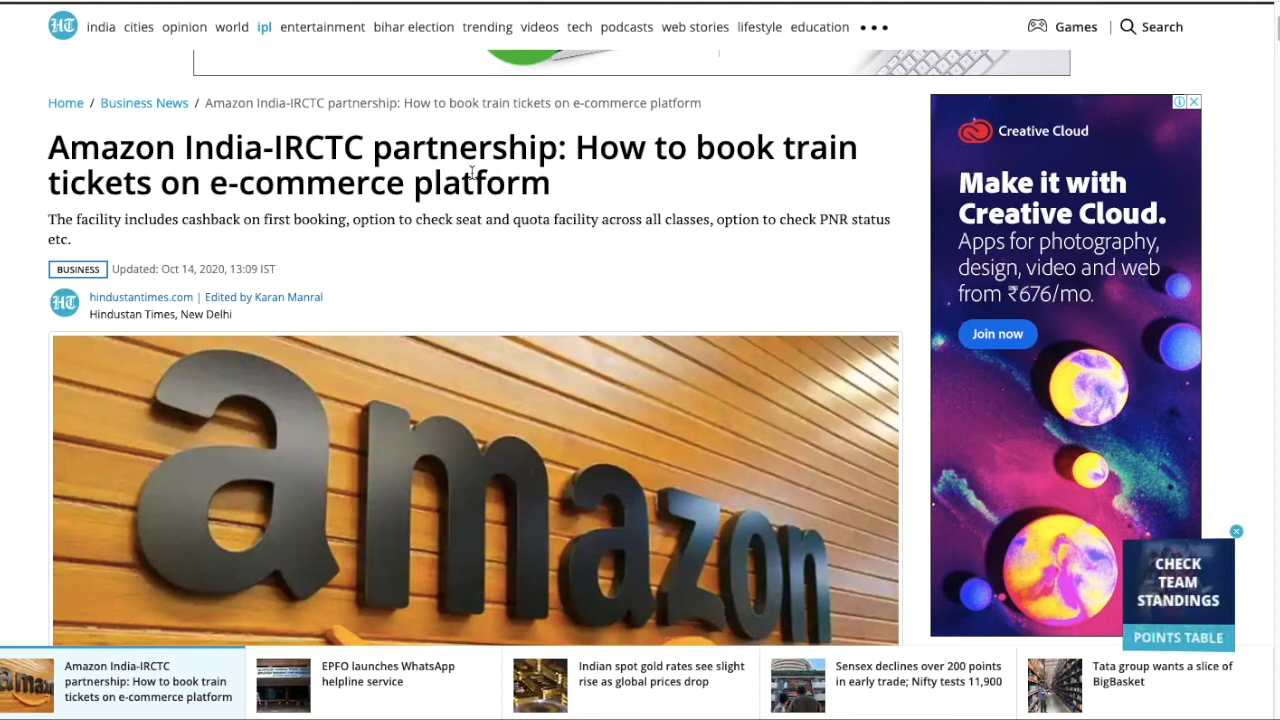 HT india cities opinion world ipl entertainment bihar election trending videos tech podcasts web stories lifestyle education ••• Games | Search
Home / Business News / Amazon India-IRCTC partnership: How to book train tickets on e-commerce platform
Amazon India-IRCTC partnership: How to book train
tickets on e-commerce platform
The facility includes cashback on first booking, option to check seat and quota facility across all classes, option to check PNR status
etc.
BUSINESS Updated: Oct 14, 2020, 13:09 IST
HT
hindustantimes.com | Edited by Karan Manral
Hindustan Times, New Delhi
amazon
Creative Cloud
Make it with
Creative Cloud.
Apps for photography,
design, video and web
from ₹676/mo.
Join now
CHECK
TEAM
STANDINGS
POINTS TABLE
Amazon India-IRCTC
partnership: How to book train
tickets on e-commerce platform
EPFO launches WhatsApp
helpline service
Indian spot gold rates see slight
rise as global prices drop
Sensex declines over 200 points
in early trade; Nifty tests 11,900
Tata group wants a slice of
BigBasket